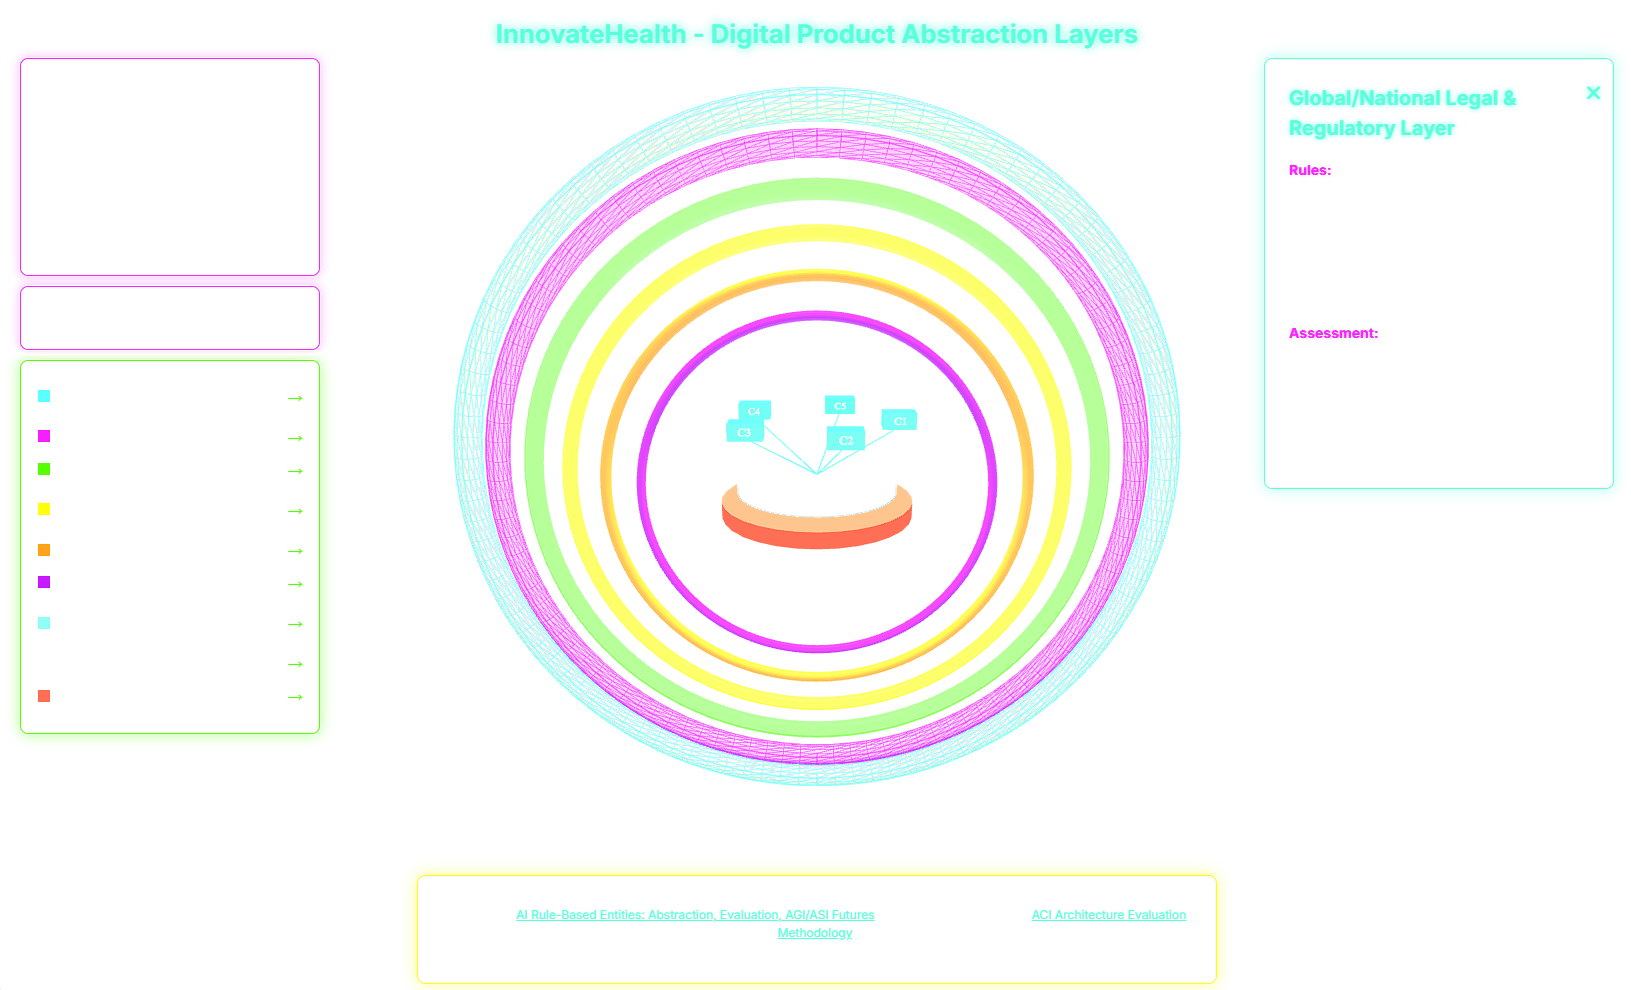 InnovateHealth - Digital Product Abstraction Layers
Global/National Legal &
Regulatory Layer
✕
Rules:
Assessment:
→
→
→
→
→
→
→
→
→
C4
C5
C1
C3
C2
AI Rule-Based Entities: Abstraction, Evaluation, AGI/ASI Futures
ACI Architecture Evaluation
Methodology